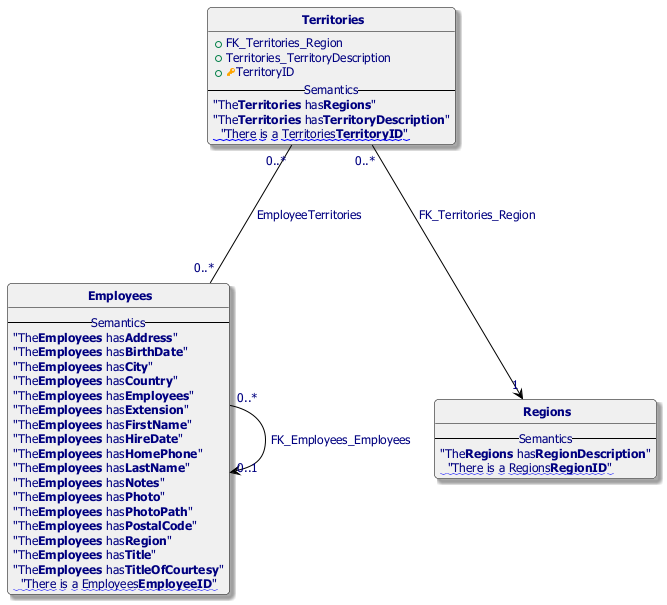 Territories
FK_Territories_Region
Territories_TerritoryDescription
TerritoryID
Semantics
"TheTerritories hasRegions"
"TheTerritories hasTerritoryDescription"
"There is a TerritoriesTerritoryID"
0..*
0..*
EmployeeTerritories
FK_Territories_Region
0..*
Employees
Semantics
"TheEmployees hasAddress"
"TheEmployees hasBirthDate"
"TheEmployees hasCity"
"TheEmployees hasCountry"
"TheEmployees hasEmployees"
"TheEmployees hasExtension"
"TheEmployees hasFirstName"
"TheEmployees hasHireDate"
"TheEmployees hasHomePhone"
"TheEmployees hasLastName"
"TheEmployees hasNotes"
"TheEmployees hasPhoto"
"TheEmployees hasPhotoPath"
"TheEmployees hasPostalCode"
"TheEmployees hasRegion"
"TheEmployees hasTitle"
"TheEmployees hasTitleOfCourtesy"
"There is a EmployeesEmployeeID"
0..*
FK_Employees_Employees
0..1
1
Regions
Semantics
"TheRegions hasRegionDescription"
"There is a RegionsRegionID"